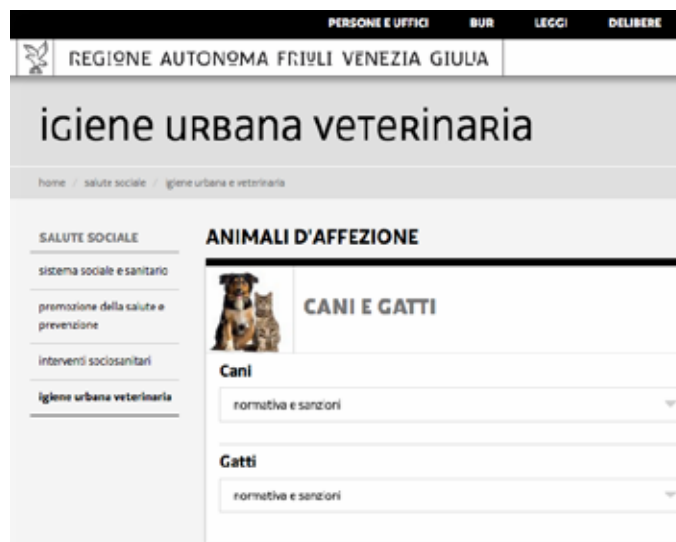 PERSONE E UFFICI BUR LEGGI DELIBERE
REGIONE AUTONOMA FRIULI VENEZIA GIULIA
igiene urbana veterinaria
home / salute sociale / igiene urbana e veterinaria
SALUTE SOCIALE
sistema sociale e sanitario
promozione della salute e
prevenzione
interventi sociosanitari
igiene urbana veterinaria
ANIMALI D'AFFEZIONE
CANI E GATTI
Cani
normativa e sanzioni
Gatti
normativa e sanzioni